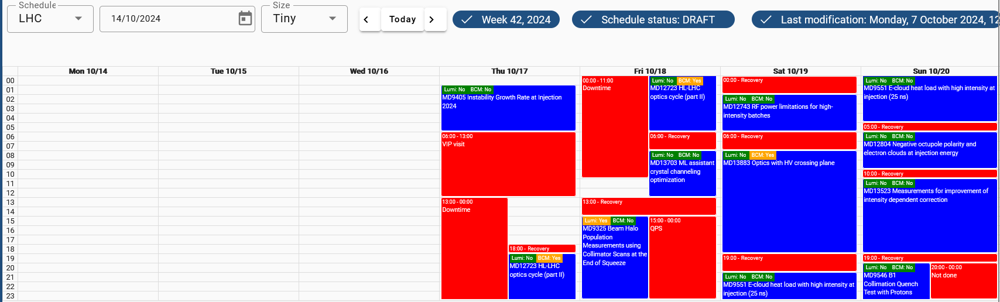 Schedule
LHC
14/10/2024
Size
Tiny
Today
Week 42, 2024
Schedule status: DRAFT
Last modification: Monday, 7 October 2024, 12
Mon 10/14
Tue 10/15
Wed 10/16
Thu 10/17
Fri 10/18
Sat 10/19
Sun 10/20
00
01
02
03
04
05
06
07
08
09
10
11
12
13
14
15
16
17
18
19
20
21
22
23
Lumi: No BCM: No
MD9405 Instability Growth Rate at Injection
2024
06:00 - 13:00
VIP visit
13:00 - 00:00
Downtime
18:00 - Recovery
Lumi: No BCM: Yes
MD12723 HL-LHC
optics cycle (part II)
00:00 - 11:00
Downtime
Lumi: No BCM: Yes
MD12723 HL-LHC
optics cycle (part II)
06:00 - Recovery
Lumi: No BCM: No
MD13703 ML assistant
crystal channeling
optimization
13:00 - Recovery
Lumi: Yes BCM: No
MD9325 Beam Halo
Population
Measurements using
Collimator Scans at the
End of Squeeze
15:00 - 00:00
QPS
00:00 - Recovery
Lumi: No BCM: No
MD12743 RF power limitations for high-
intensity batches
06:00 - Recovery
Lumi: No BCM: Yes
MD13883 Optics with HV crossing plane
19:00 - Recovery
Lumi: No BCM: No
MD9551 E-cloud heat load with high intensity at
injection (25 ns)
Lumi: No BCM: No
MD9551 E-cloud heat load with high intensity at
injection (25 ns)
05:00 - Recovery
Lumi: No BCM: No
MD12804 Negative octupole polarity and
electron clouds at injection energy
10:00 - Recovery
Lumi: No BCM: No
MD13523 Measurements for improvement of
intensity dependent correction
19:00 - Recovery
Lumi: No BCM: No
MD9546 B1
Collimation Quench
Test with Protons
20:00 - 00:00
Not done